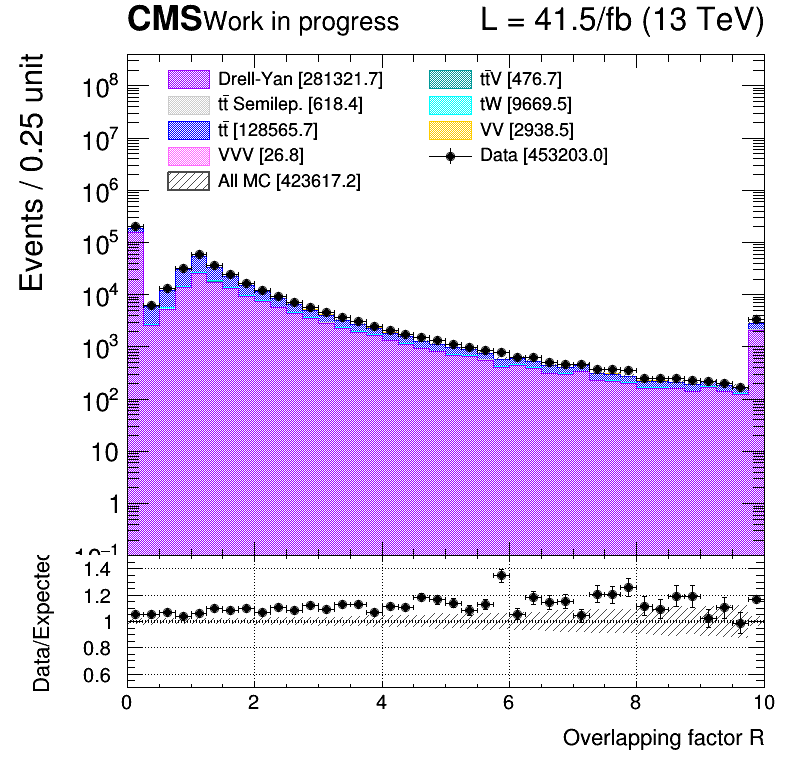 CMS Work in progress L = 41.5/fb (13 TeV)
Events / 0.25 unit
Drell-Yan [281321.7]
tt̄ Semilep. [618.4]
tt̄ [128565.7]
VVV [26.8]
All MC [423617.2]
tt̄V [476.7]
tW [9669.5]
VV [2938.5]
Data [453203.0]
10⁸
10⁷
10⁶
10⁵
10⁴
10³
10²
10
1
10⁻¹
Data/Expected
1.4
1.2
1
0.8
0.6
0 2 4 6 8 10
Overlapping factor R